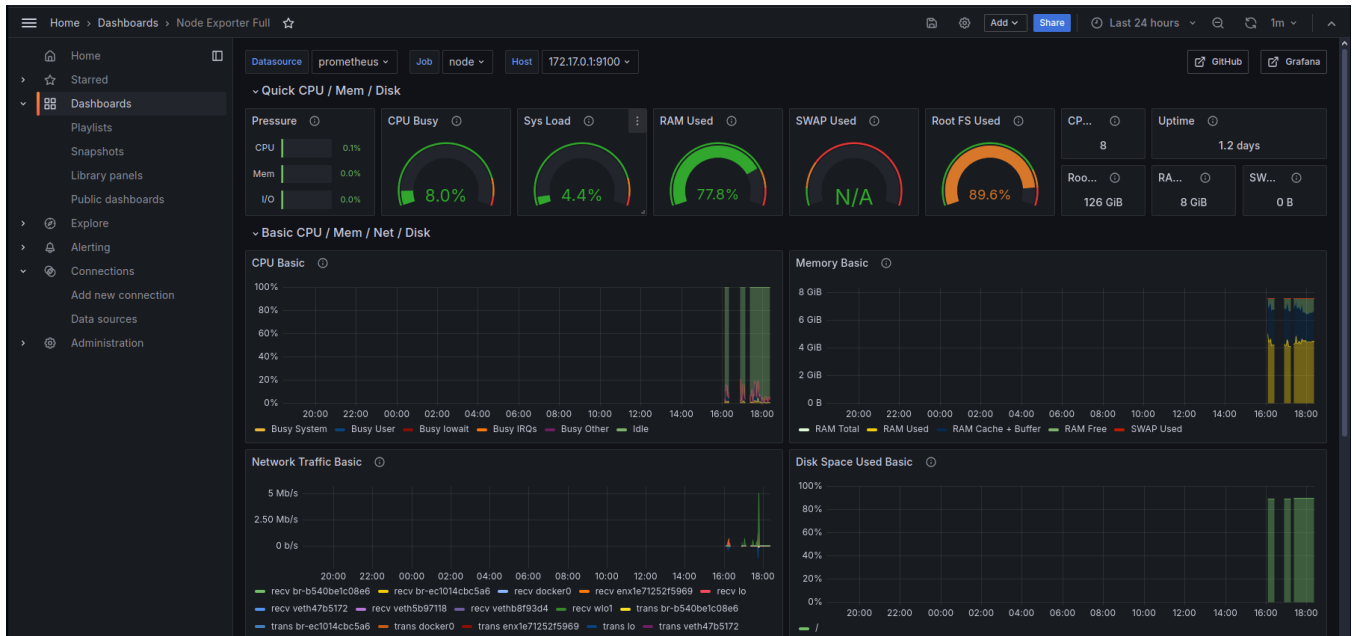 Home › Dashboards › Node Exporter Full
Add
Share
Last 24 hours
1m
Home
Starred
Dashboards
Playlists
Snapshots
Library panels
Public dashboards
Explore
Alerting
Connections
Add new connection
Data sources
Administration
Datasource prometheus Job node Host 172.17.0.1:9100 GitHub Grafana
Quick CPU / Mem / Disk
Pressure
CPU 0.1%
Mem 0.0%
I/O 0.0%
CPU Busy
8.0%
Sys Load
4.4%
RAM Used
77.8%
SWAP Used
N/A
Root FS Used
89.6%
CP...
8
Uptime
1.2 days
Roo...
126 GiB
RA...
8 GiB
SW...
0 B
Basic CPU / Mem / Net / Disk
CPU Basic
100%
80%
60%
40%
20%
0%
20:00 22:00 00:00 02:00 04:00 06:00 08:00 10:00 12:00 14:00 16:00 18:00
Busy System Busy User Busy Iowait Busy IRQs Busy Other Idle
Memory Basic
8 GiB
6 GiB
4 GiB
2 GiB
0 B
20:00 22:00 00:00 02:00 04:00 06:00 08:00 10:00 12:00 14:00 16:00 18:00
RAM Total RAM Used RAM Cache + Buffer RAM Free SWAP Used
Network Traffic Basic
5 Mb/s
2.50 Mb/s
0 b/s
20:00 22:00 00:00 02:00 04:00 06:00 08:00 10:00 12:00 14:00 16:00 18:00
recv br-b540be1c08e6 recv br-ec1014cbc5a6 recv docker0 recv enx1e71252f5969 recv lo
recv veth47b5172 recv veth5b97118 recv vethb8f93d4 recv wlo1 trans br-b540be1c08e6
trans br-ec1014cbc5a6 trans docker0 trans enx1e71252f5969 trans lo trans veth47b5172
Disk Space Used Basic
100%
80%
60%
40%
20%
0%
20:00 22:00 00:00 02:00 04:00 06:00 08:00 10:00 12:00 14:00 16:00 18:00
/